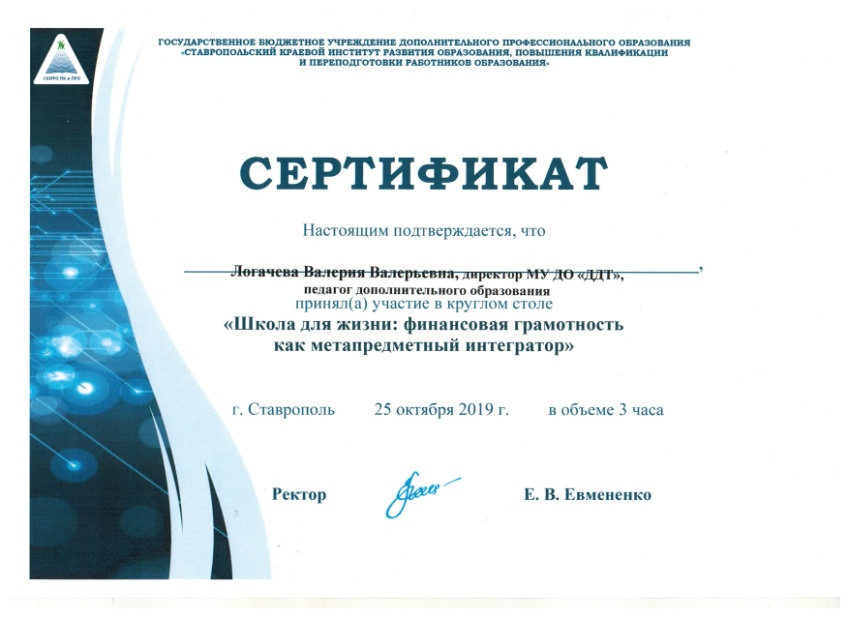 ГОСУДАРСТВЕННОЕ БЮДЖЕТНОЕ УЧРЕЖДЕНИЕ ДОПОЛНИТЕЛЬНОГО ПРОФЕССИОНАЛЬНОГО ОБРАЗОВАНИЯ
«СТАВРОПОЛЬСКИЙ КРАЕВОЙ ИНСТИТУТ РАЗВИТИЯ ОБРАЗОВАНИЯ, ПОВЫШЕНИЯ КВАЛИФИКАЦИИ
И ПЕРЕПОДГОТОВКИ РАБОТНИКОВ ОБРАЗОВАНИЯ»
СКИРО ПК и ПРО
СЕРТИФИКАТ
Настоящим подтверждается, что
Логачева Валерия Валерьевна, директор МУ ДО «ДДТ»,
педагог дополнительного образования
принял(а) участие в круглом столе
«Школа для жизни: финансовая грамотность
как метапредметный интегратор»
г. Ставрополь 25 октября 2019 г. в объеме 3 часа
Ректор Е. В. Евмененко